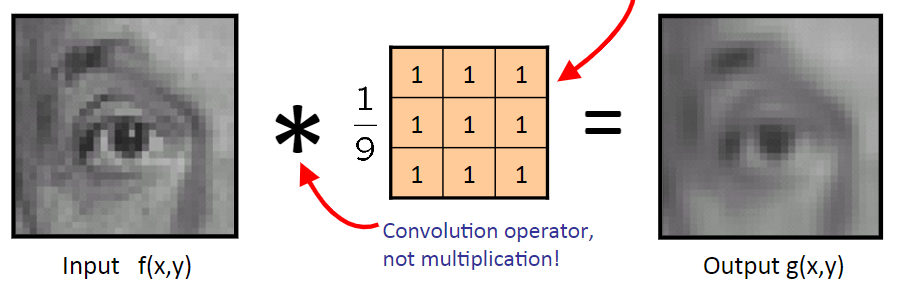 1 1 1
1
9
1 1 1
1 1 1
* =
Convolution operator,
not multiplication!
Input f(x,y)
Output g(x,y)